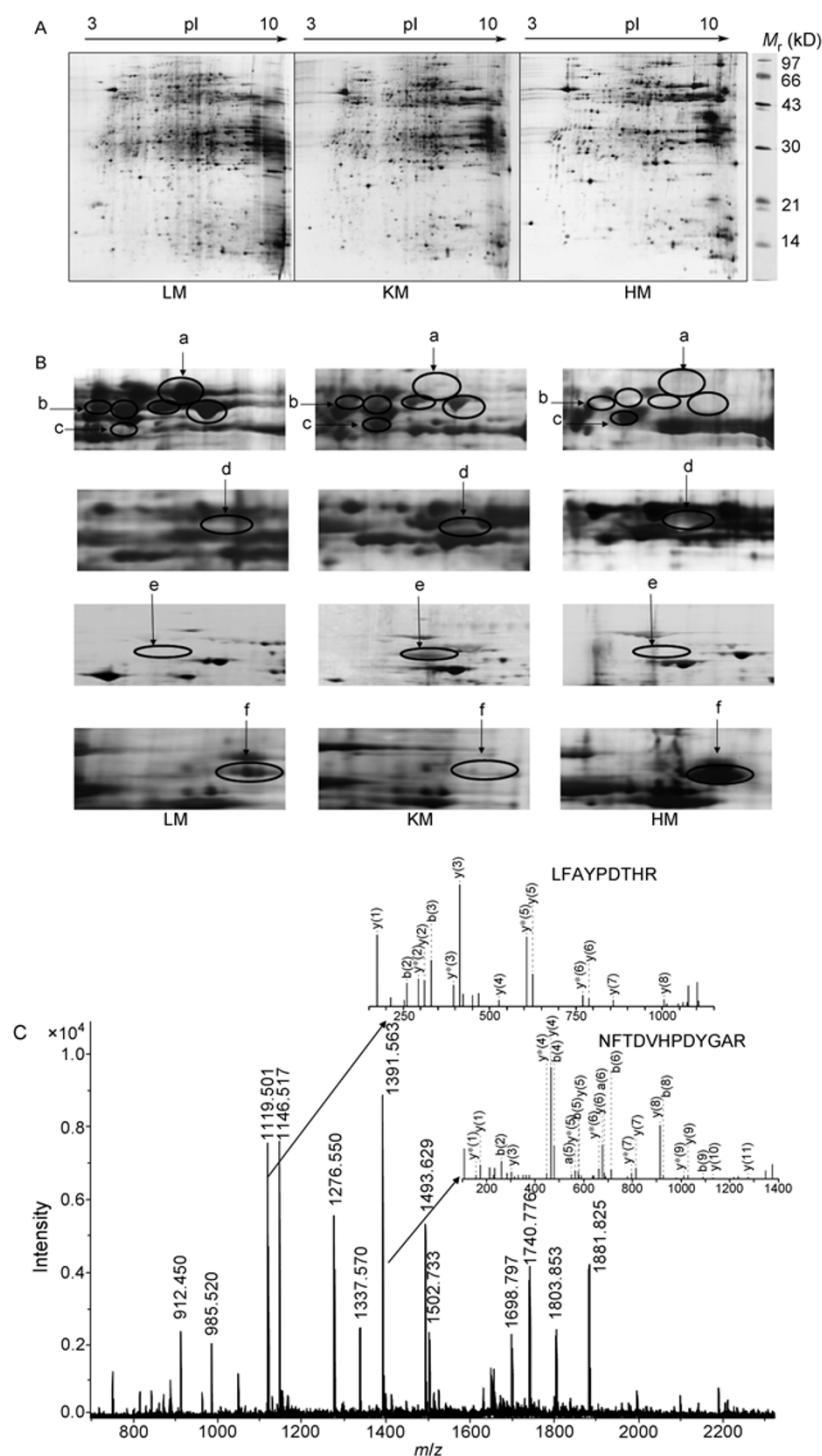 A
3 pI 10
3 pI 10
3 pI 10
Mr (kD)
97
66
43
30
21
14
LM KM HM
B
a a a
b b b
c c c
d d d
e e e
f f f
LM KM HM
C
LFAYPDTHR
y(1)
b(2)
y*(2)
y(2)
b(3)
y*(3)
y(3)
y(4)
y*(5)
y(5)
y*(6)
y(6)
y(7)
y(8)
250 500 750 1000
NFTDVHPDYGAR
y*(1)
y(1)
b(2)
y(3)
y*(4)
y(4)
b(4)
a(5)
y*(5)
b(5)
y(5)
y*(6)
y(6)
a(6)
b(6)
y*(7)
y(7)
y(8)
b(8)
y*(9)
y(9)
b(9)
y(10)
y(11)
200 400 600 800 1000 1200 1400
×10⁴
1.0
0.8
0.6
0.4
0.2
0.0
Intensity
912.450
985.520
1119.501
1146.517
1276.550
1337.570
1391.563
1493.629
1502.733
1698.797
1740.776
1803.853
1881.825
800 1000 1200 1400 1600 1800 2000 2200
m/z